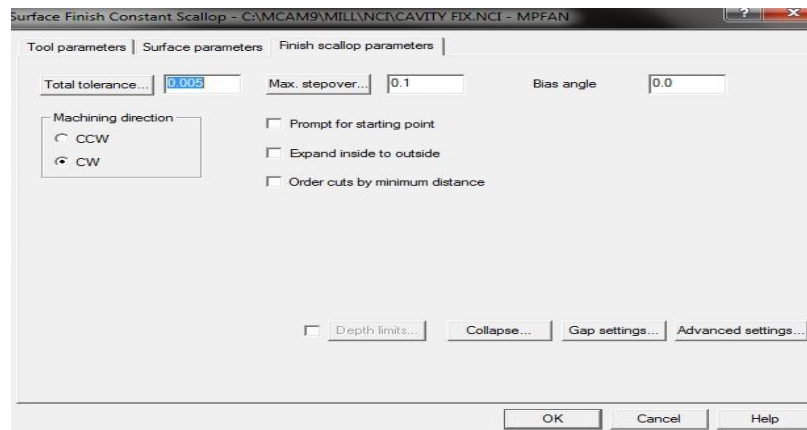 Surface Finish Constant Scallop - C:\MCAM9\MILL\NCI\CAVITY FIX.NCI - MPFAN
Tool parameters Surface parameters Finish scallop parameters
Total tolerance... 0.005 Max. stepover... 0.1 Bias angle 0.0
Machining direction
CCW
CW
Prompt for starting point
Expand inside to outside
Order cuts by minimum distance
Depth limits... Collapse... Gap settings... Advanced settings...
OK Cancel Help